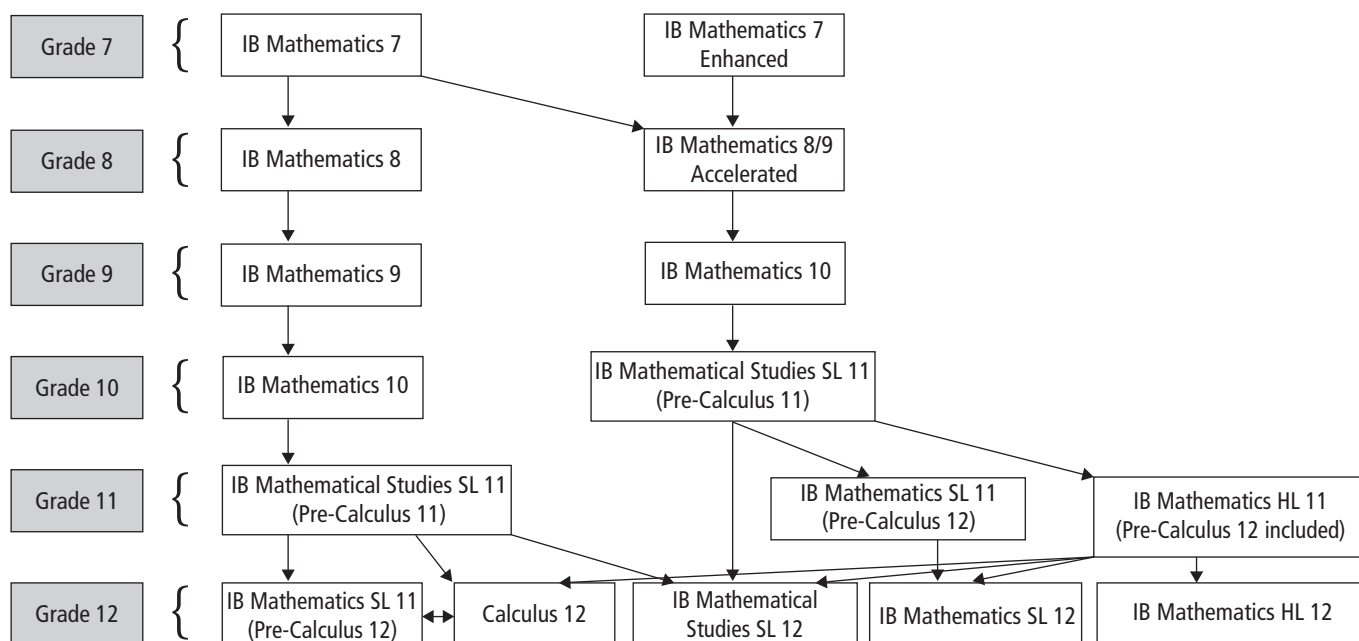 Grade 7
{
IB Mathematics 7
IB Mathematics 7
Enhanced
Grade 8
{
IB Mathematics 8
IB Mathematics 8/9
Accelerated
Grade 9
{
IB Mathematics 9
IB Mathematics 10
Grade 10
{
IB Mathematics 10
IB Mathematical Studies SL 11
(Pre-Calculus 11)
Grade 11
{
IB Mathematical Studies SL 11
(Pre-Calculus 11)
IB Mathematics SL 11
(Pre-Calculus 12)
IB Mathematics HL 11
(Pre-Calculus 12 included)
Grade 12
{
IB Mathematics SL 11
(Pre-Calculus 12)
Calculus 12
IB Mathematical
Studies SL 12
IB Mathematics SL 12
IB Mathematics HL 12